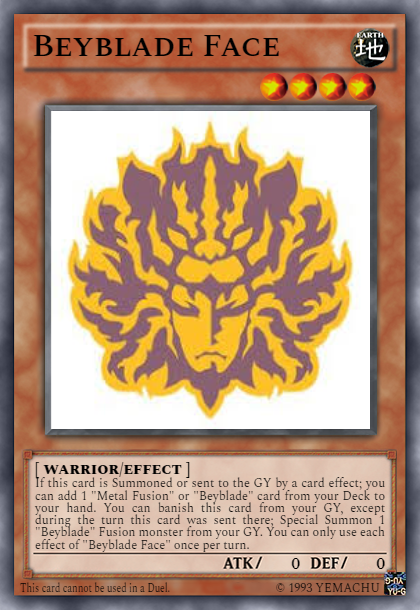 BEYBLADE FACE
EARTH
地
[ WARRIOR/EFFECT ]
If this card is Summoned or sent to the GY by a card effect; you
can add 1 "Metal Fusion" or "Beyblade" card from your Deck to
your hand. You can banish this card from your GY, except
during the turn this card was sent there; Special Summon 1
"Beyblade" Fusion monster from your GY. You can only use each
effect of "Beyblade Face" once per turn.
ATK/ 0 DEF/ 0
This card cannot be used in a Duel. © 1993 YEMACHU
YU-G